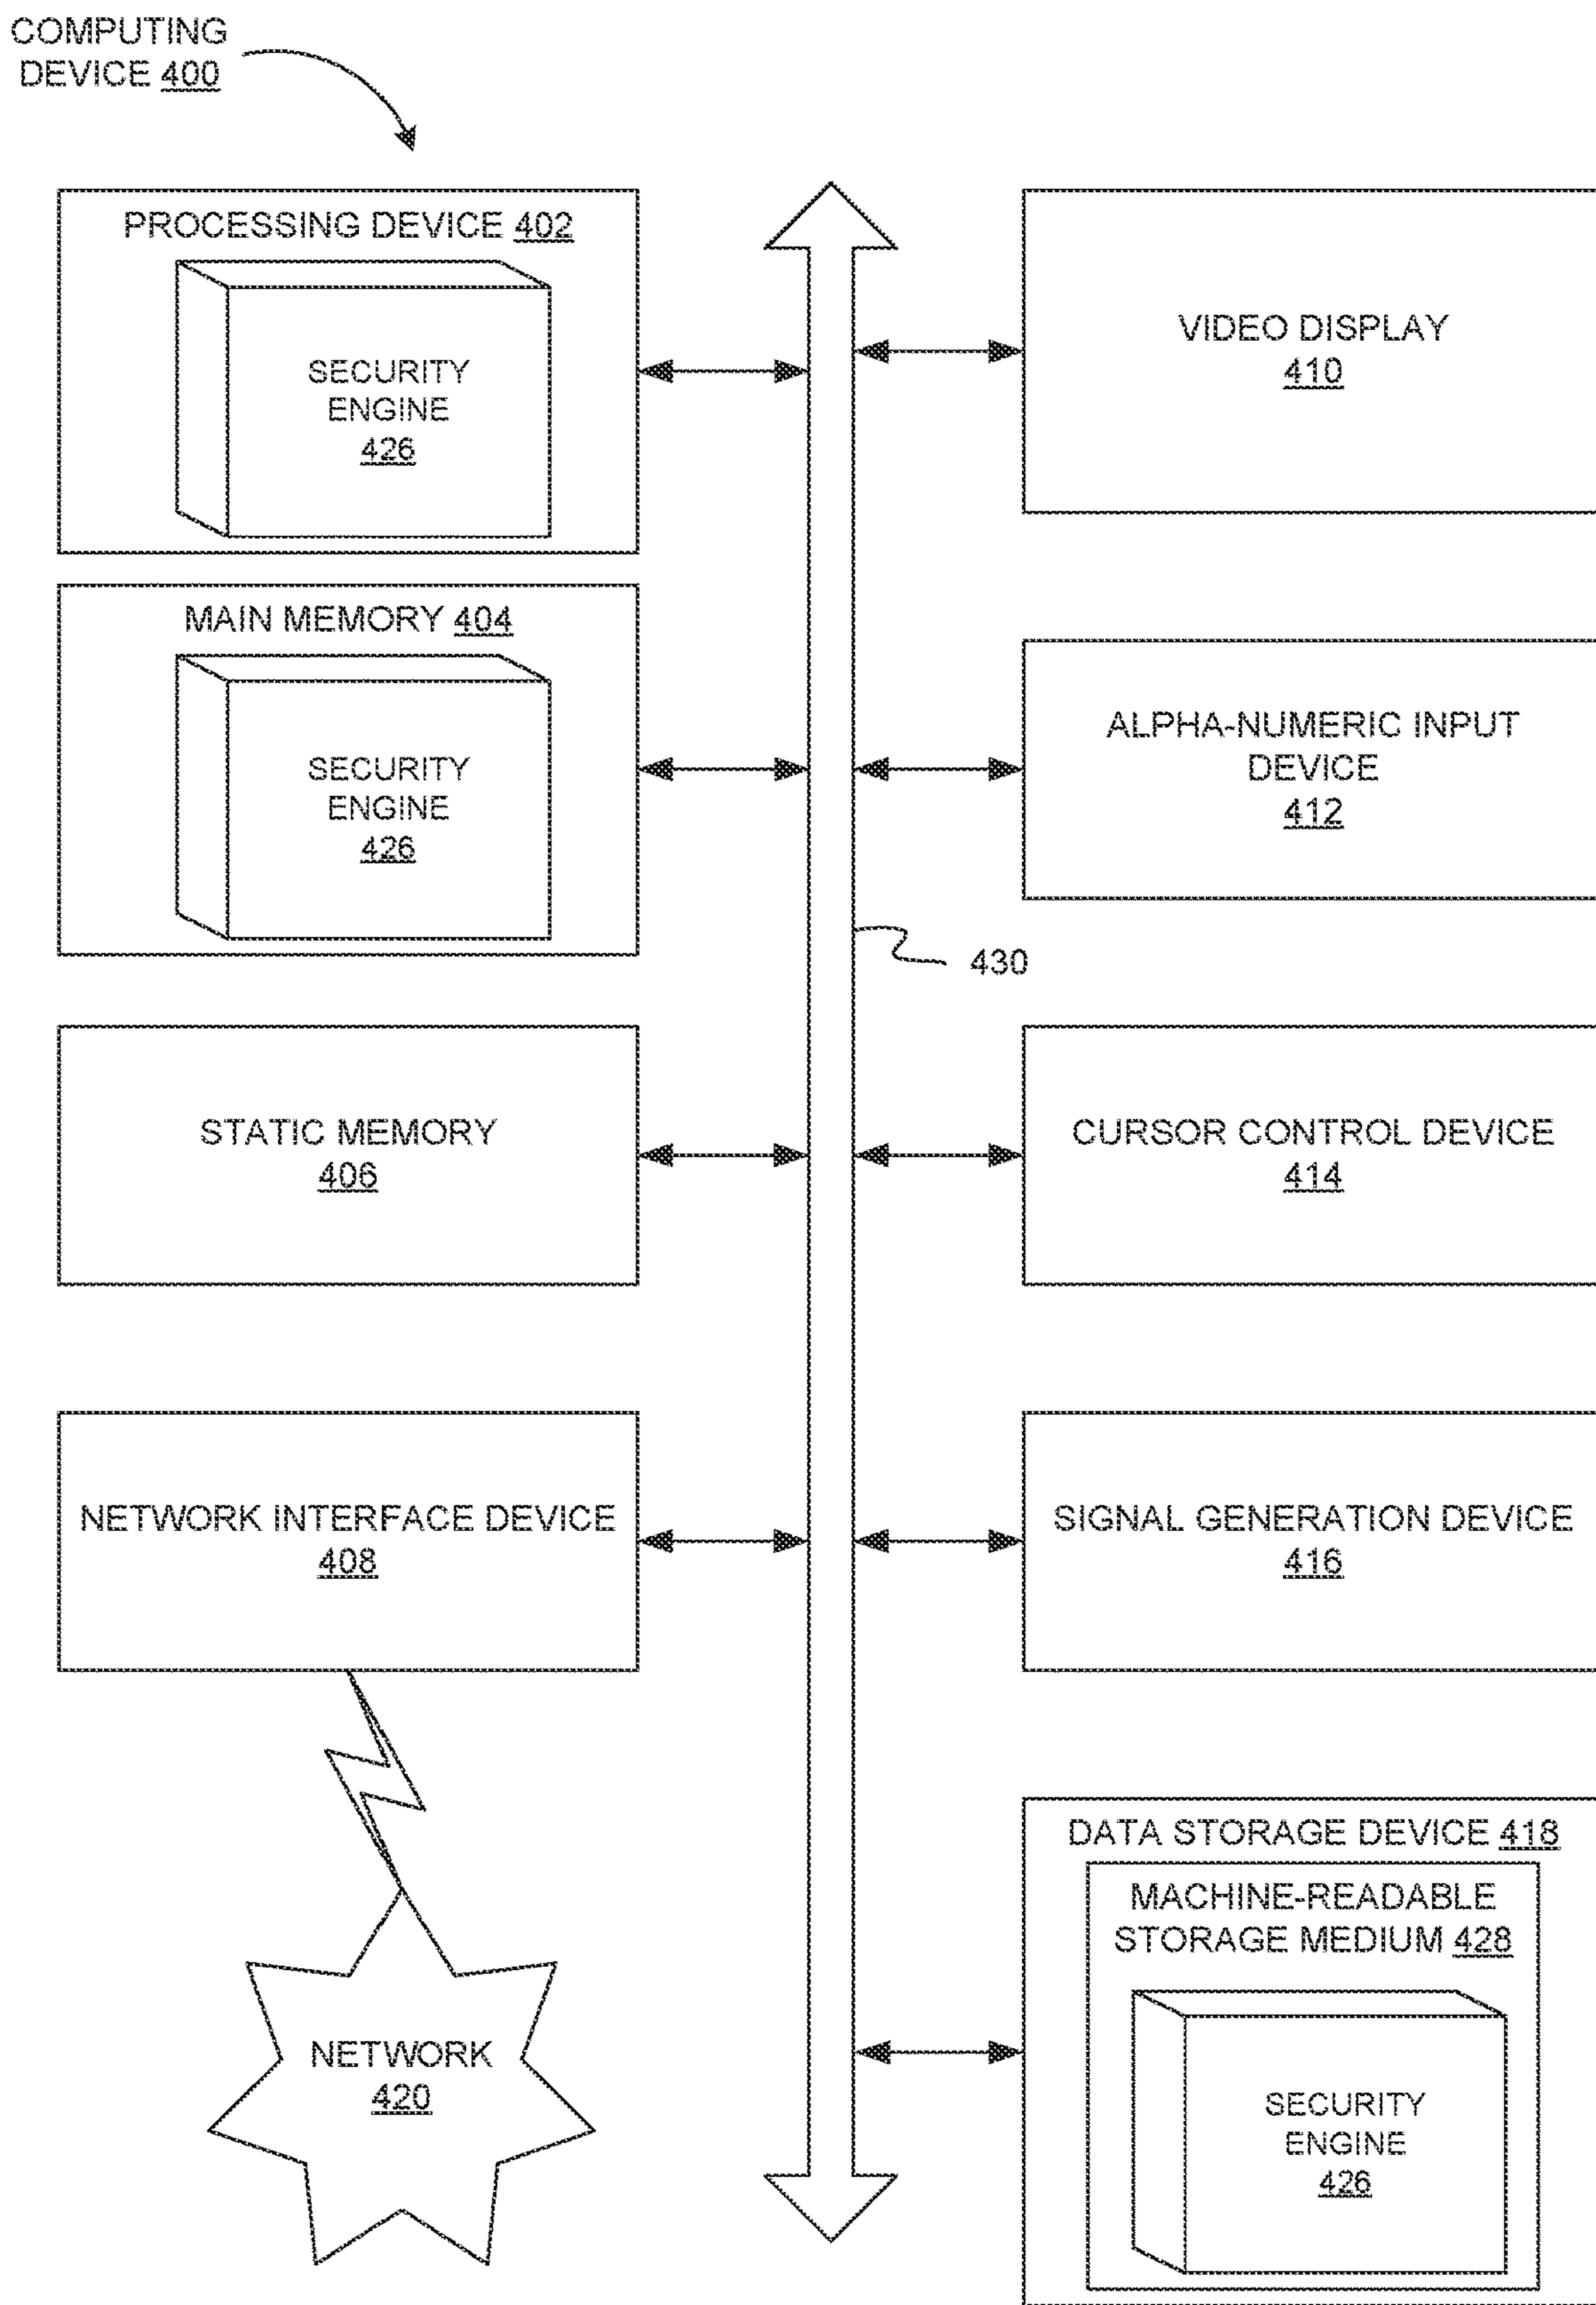 COMPUTING
DEVICE 400
PROCESSING DEVICE 402
SECURITY
ENGINE
426
MAIN MEMORY 404
SECURITY
ENGINE
426
STATIC MEMORY
406
NETWORK INTERFACE DEVICE
408
NETWORK
420
430
VIDEO DISPLAY
410
ALPHA-NUMERIC INPUT
DEVICE
412
CURSOR CONTROL DEVICE
414
SIGNAL GENERATION DEVICE
416
DATA STORAGE DEVICE 418
MACHINE-READABLE
STORAGE MEDIUM 428
SECURITY
ENGINE
426